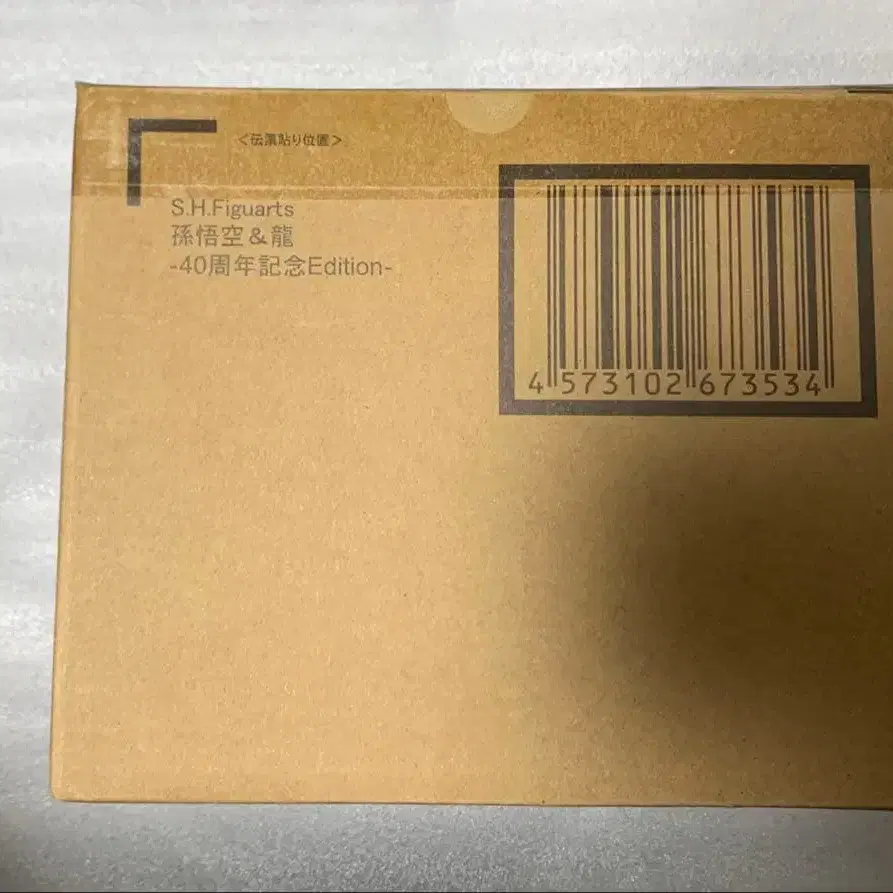 <伝票貼り位置>
S.H.Figuarts
孫悟空&龍
-40周年記念Edition-
4 573102 673534